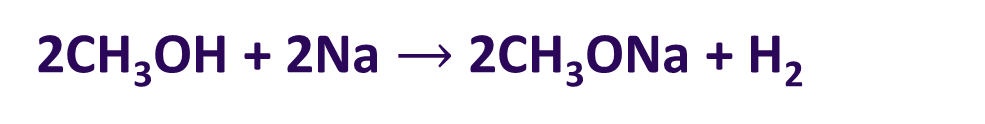 2CH₃OH + 2Na ⟶ 2CH₃ONa + H₂